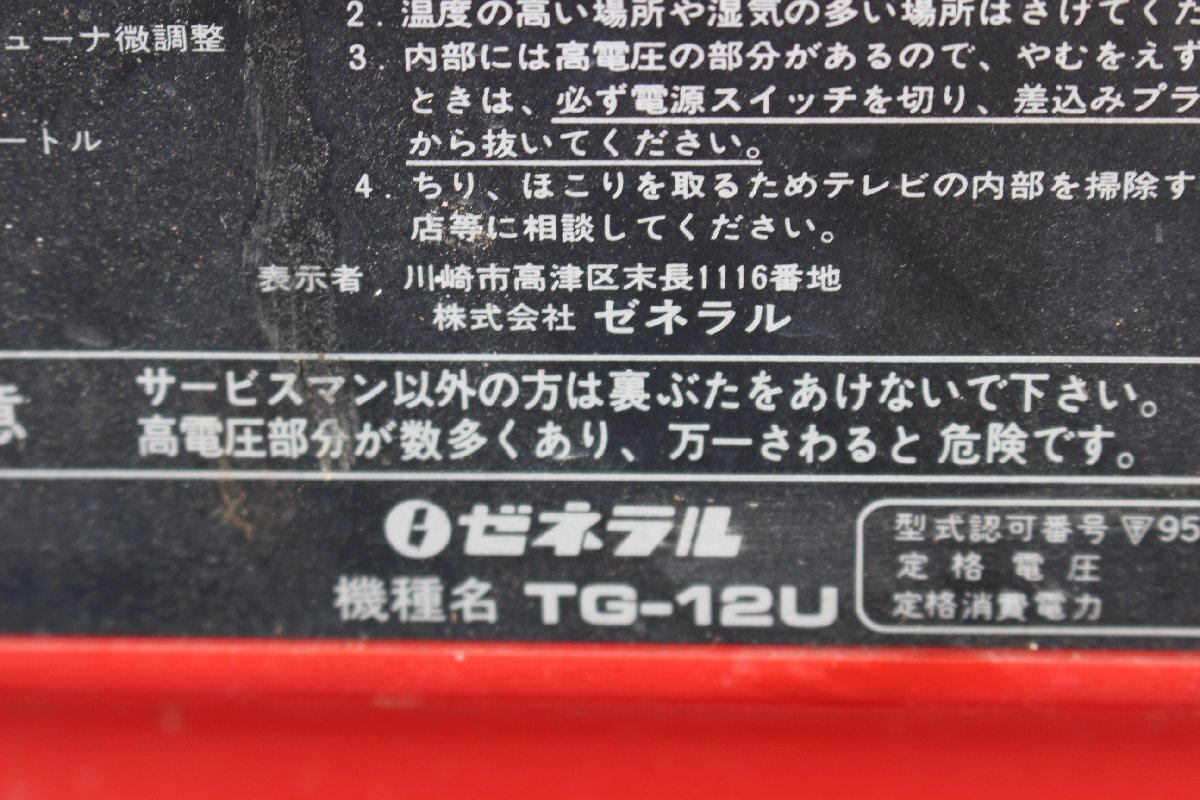 2. 温度の高い場所や湿気の多い場所はさけてくだ
ューナ微調整
3. 内部には高電圧の部分があるので、やむをえず
ときは、必ず電源スイッチを切り、差込みプラ
から抜いてください。
ートル
4. ちり、ほこりを取るためテレビの内部を掃除す
店等に相談してください。
表示者 川崎市高津区末長1116番地
株式会社 ゼネラル
意
サービスマン以外の方は裏ぶたをあけないで下さい。
高電圧部分が数多くあり、万一さわると危険です。
ゼネラル
機種名 TG-12U
型式認可番号 95
定格電圧
定格消費電力